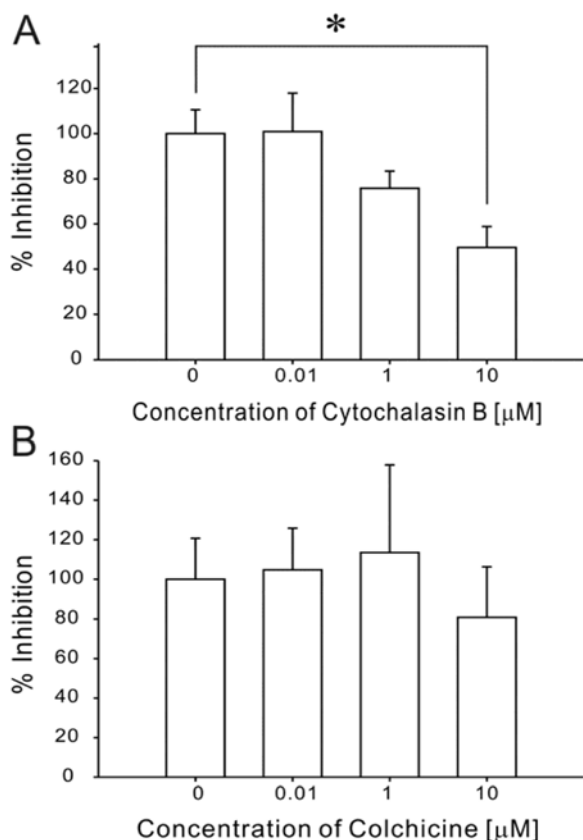 A
*
120
100
80
60
40
20
0
% Inhibition
0 0.01 1 10
Concentration of Cytochalasin B [μM]
B
160
140
120
100
80
60
40
20
0
% Inhibition
0 0.01 1 10
Concentration of Colchicine [μM]